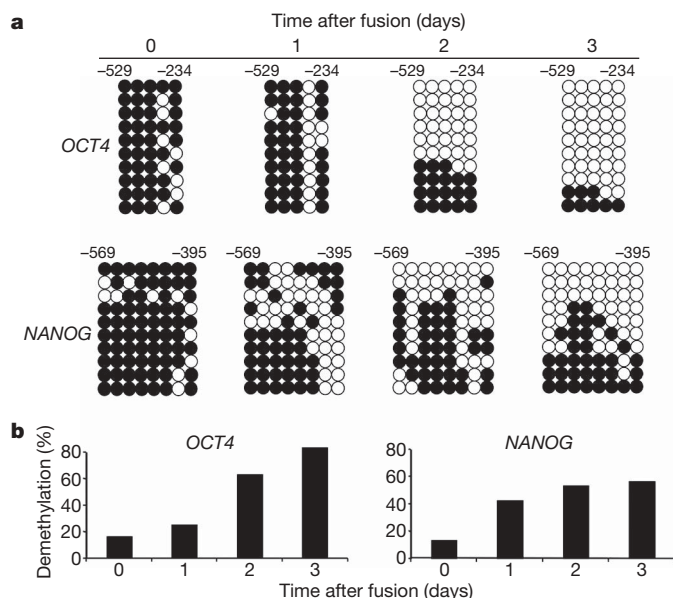 a
Time after fusion (days)
0 1 2 3
–529 –234 –529 –234 –529 –234 –529 –234
OCT4
–569 –395 –569 –395 –569 –395 –569 –395
NANOG
b
OCT4
Demethylation (%)
80
60
40
20
0
0 1 2 3
NANOG
80
60
40
20
0
0 1 2 3
Time after fusion (days)